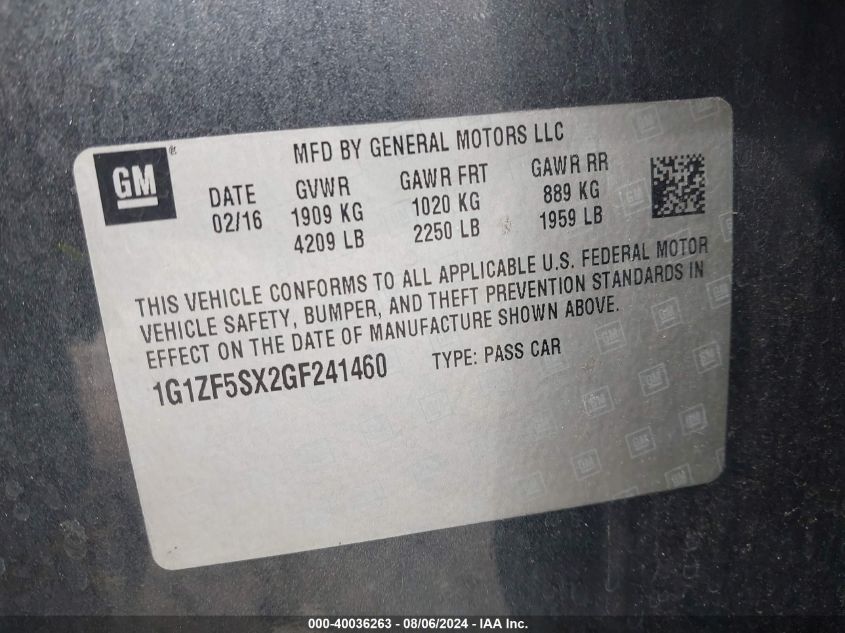 MFD BY GENERAL MOTORS LLC
GM®
DATE GVWR GAWR FRT GAWR RR
02/16 1909 KG 1020 KG 889 KG
4209 LB 2250 LB 1959 LB
THIS VEHICLE CONFORMS TO ALL APPLICABLE U.S. FEDERAL MOTOR
VEHICLE SAFETY, BUMPER, AND THEFT PREVENTION STANDARDS IN
EFFECT ON THE DATE OF MANUFACTURE SHOWN ABOVE.
1G1ZF5SX2GF241460 TYPE: PASS CAR
000-40036263 - 08/06/2024 - IAA Inc.